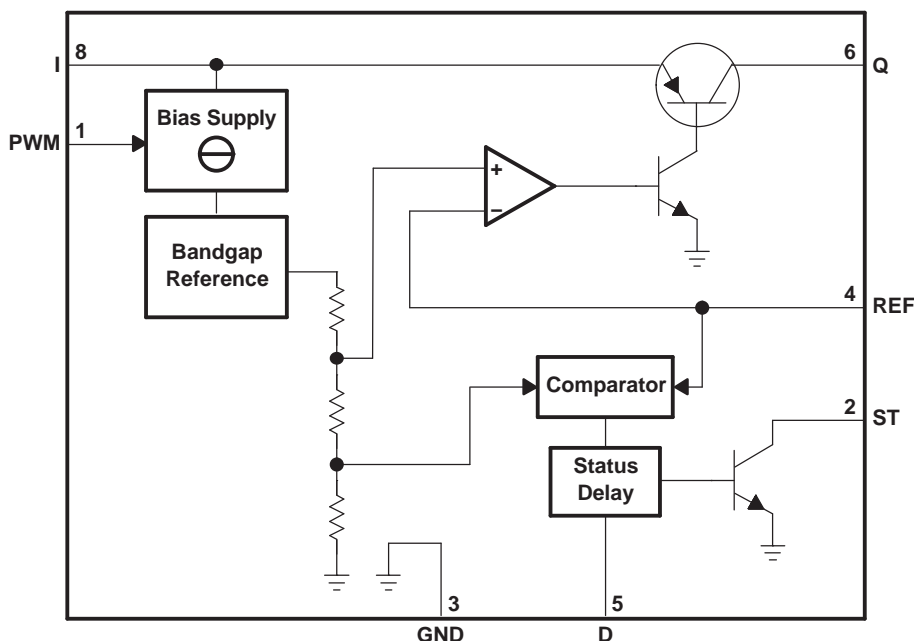 I
8
6
Q
PWM
1
Bias Supply
+
−
Bandgap
Reference
4
REF
Comparator
2
ST
Status
Delay
3
GND
5
D